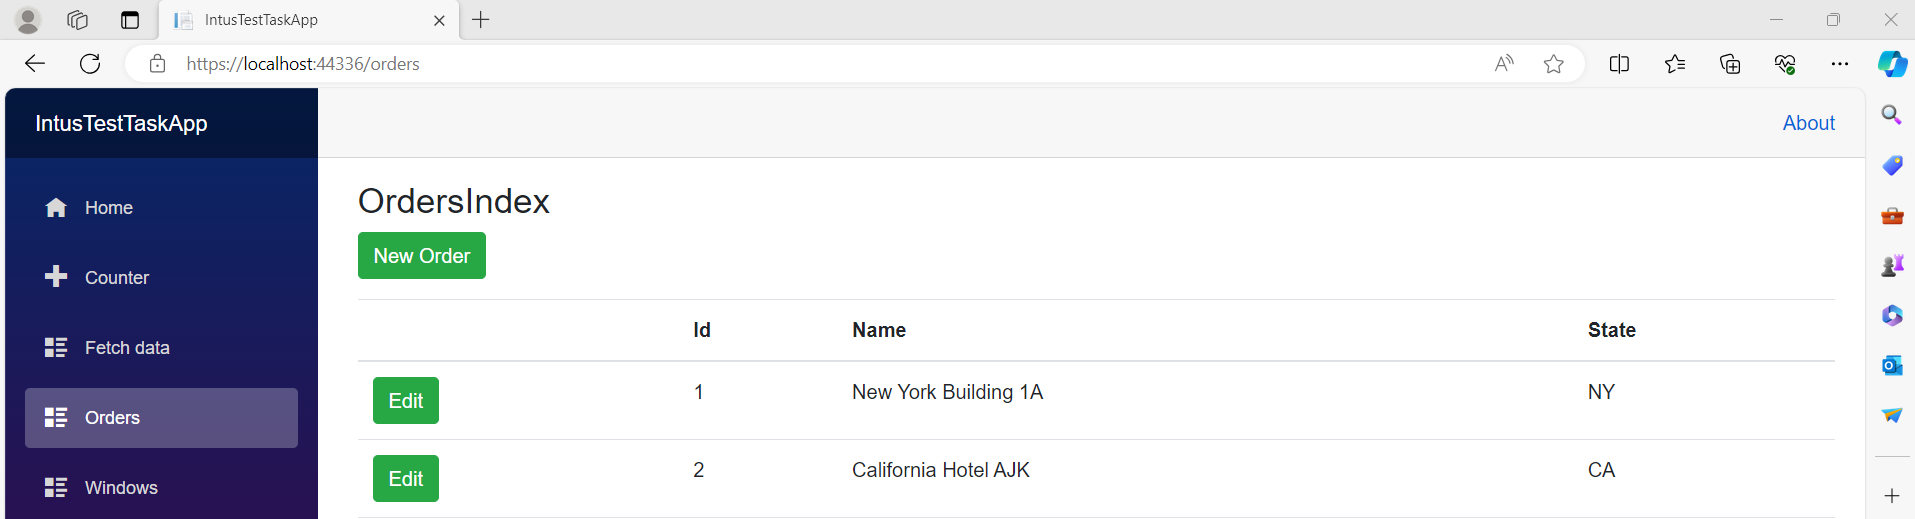 IntusTestTaskApp
https://localhost:44336/orders
IntusTestTaskApp
About
Home
Counter
Fetch data
Orders
Windows
OrdersIndex
New Order
Id Name State
Edit 1 New York Building 1A NY
Edit 2 California Hotel AJK CA